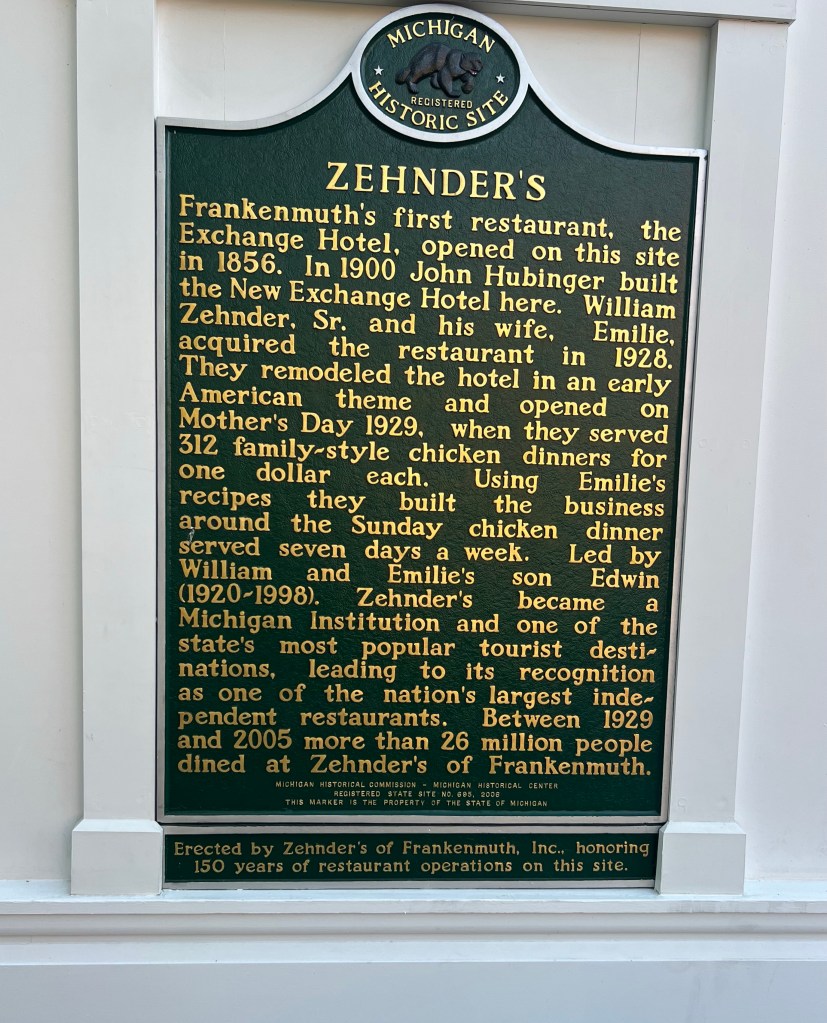 MICHIGAN
REGISTERED
HISTORIC SITE
ZEHNDER'S
Frankenmuth's first restaurant, the
Exchange Hotel, opened on this site
in 1856. In 1900 John Hubinger built
the New Exchange Hotel here. William
Zehnder, Sr. and his wife, Emilie,
acquired the restaurant in 1928.
They remodeled the hotel in an early
American theme and opened on
Mother's Day 1929, when they served
312 family-style chicken dinners for
one dollar each. Using Emilie's
recipes they built the business
around the Sunday chicken dinner
served seven days a week. Led by
William and Emilie's son Edwin
(1920-1998). Zehnder's became a
Michigan Institution and one of the
state's most popular tourist desti-
nations, leading to its recognition
as one of the nation's largest inde-
pendent restaurants. Between 1929
and 2005 more than 26 million people
dined at Zehnder's of Frankenmuth.
MICHIGAN HISTORICAL COMMISSION - MICHIGAN HISTORICAL CENTER
REGISTERED STATE SITE NO. 695, 2006
THIS MARKER IS THE PROPERTY OF THE STATE OF MICHIGAN
Erected by Zehnder's of Frankenmuth, Inc., honoring
150 years of restaurant operations on this site.